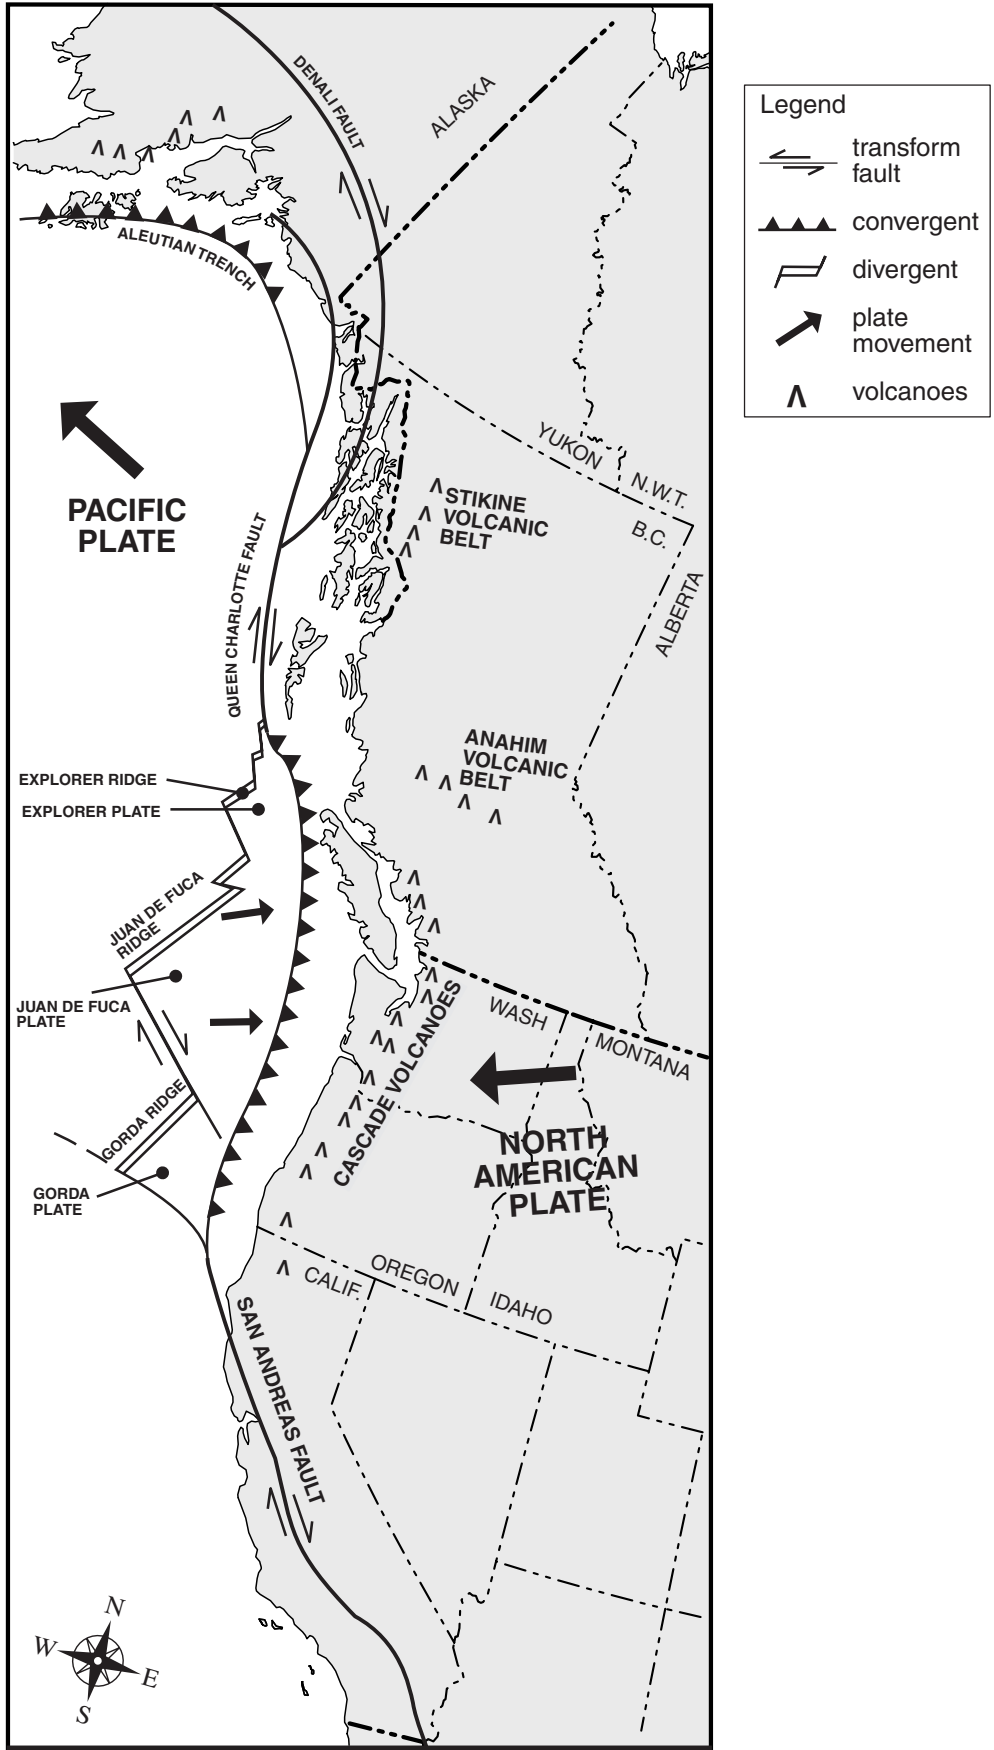 DENALI FAULT
ALASKA
ALEUTIAN TRENCH
PACIFIC
PLATE
YUKON
N.W.T.
B.C.
ALBERTA
STIKINE
VOLCANIC
BELT
QUEEN CHARLOTTE FAULT
ANAHIM
VOLCANIC
BELT
EXPLORER RIDGE
EXPLORER PLATE
JUAN DE FUCA
RIDGE
JUAN DE FUCA
PLATE
WASH
MONTANA
CASCADE VOLCANOES
GORDA RIDGE
GORDA
PLATE
NORTH
AMERICAN
PLATE
OREGON
CALIF.
IDAHO
SAN ANDREAS FAULT
N
W
E
S
Legend
transform
fault
convergent
divergent
plate
movement
volcanoes